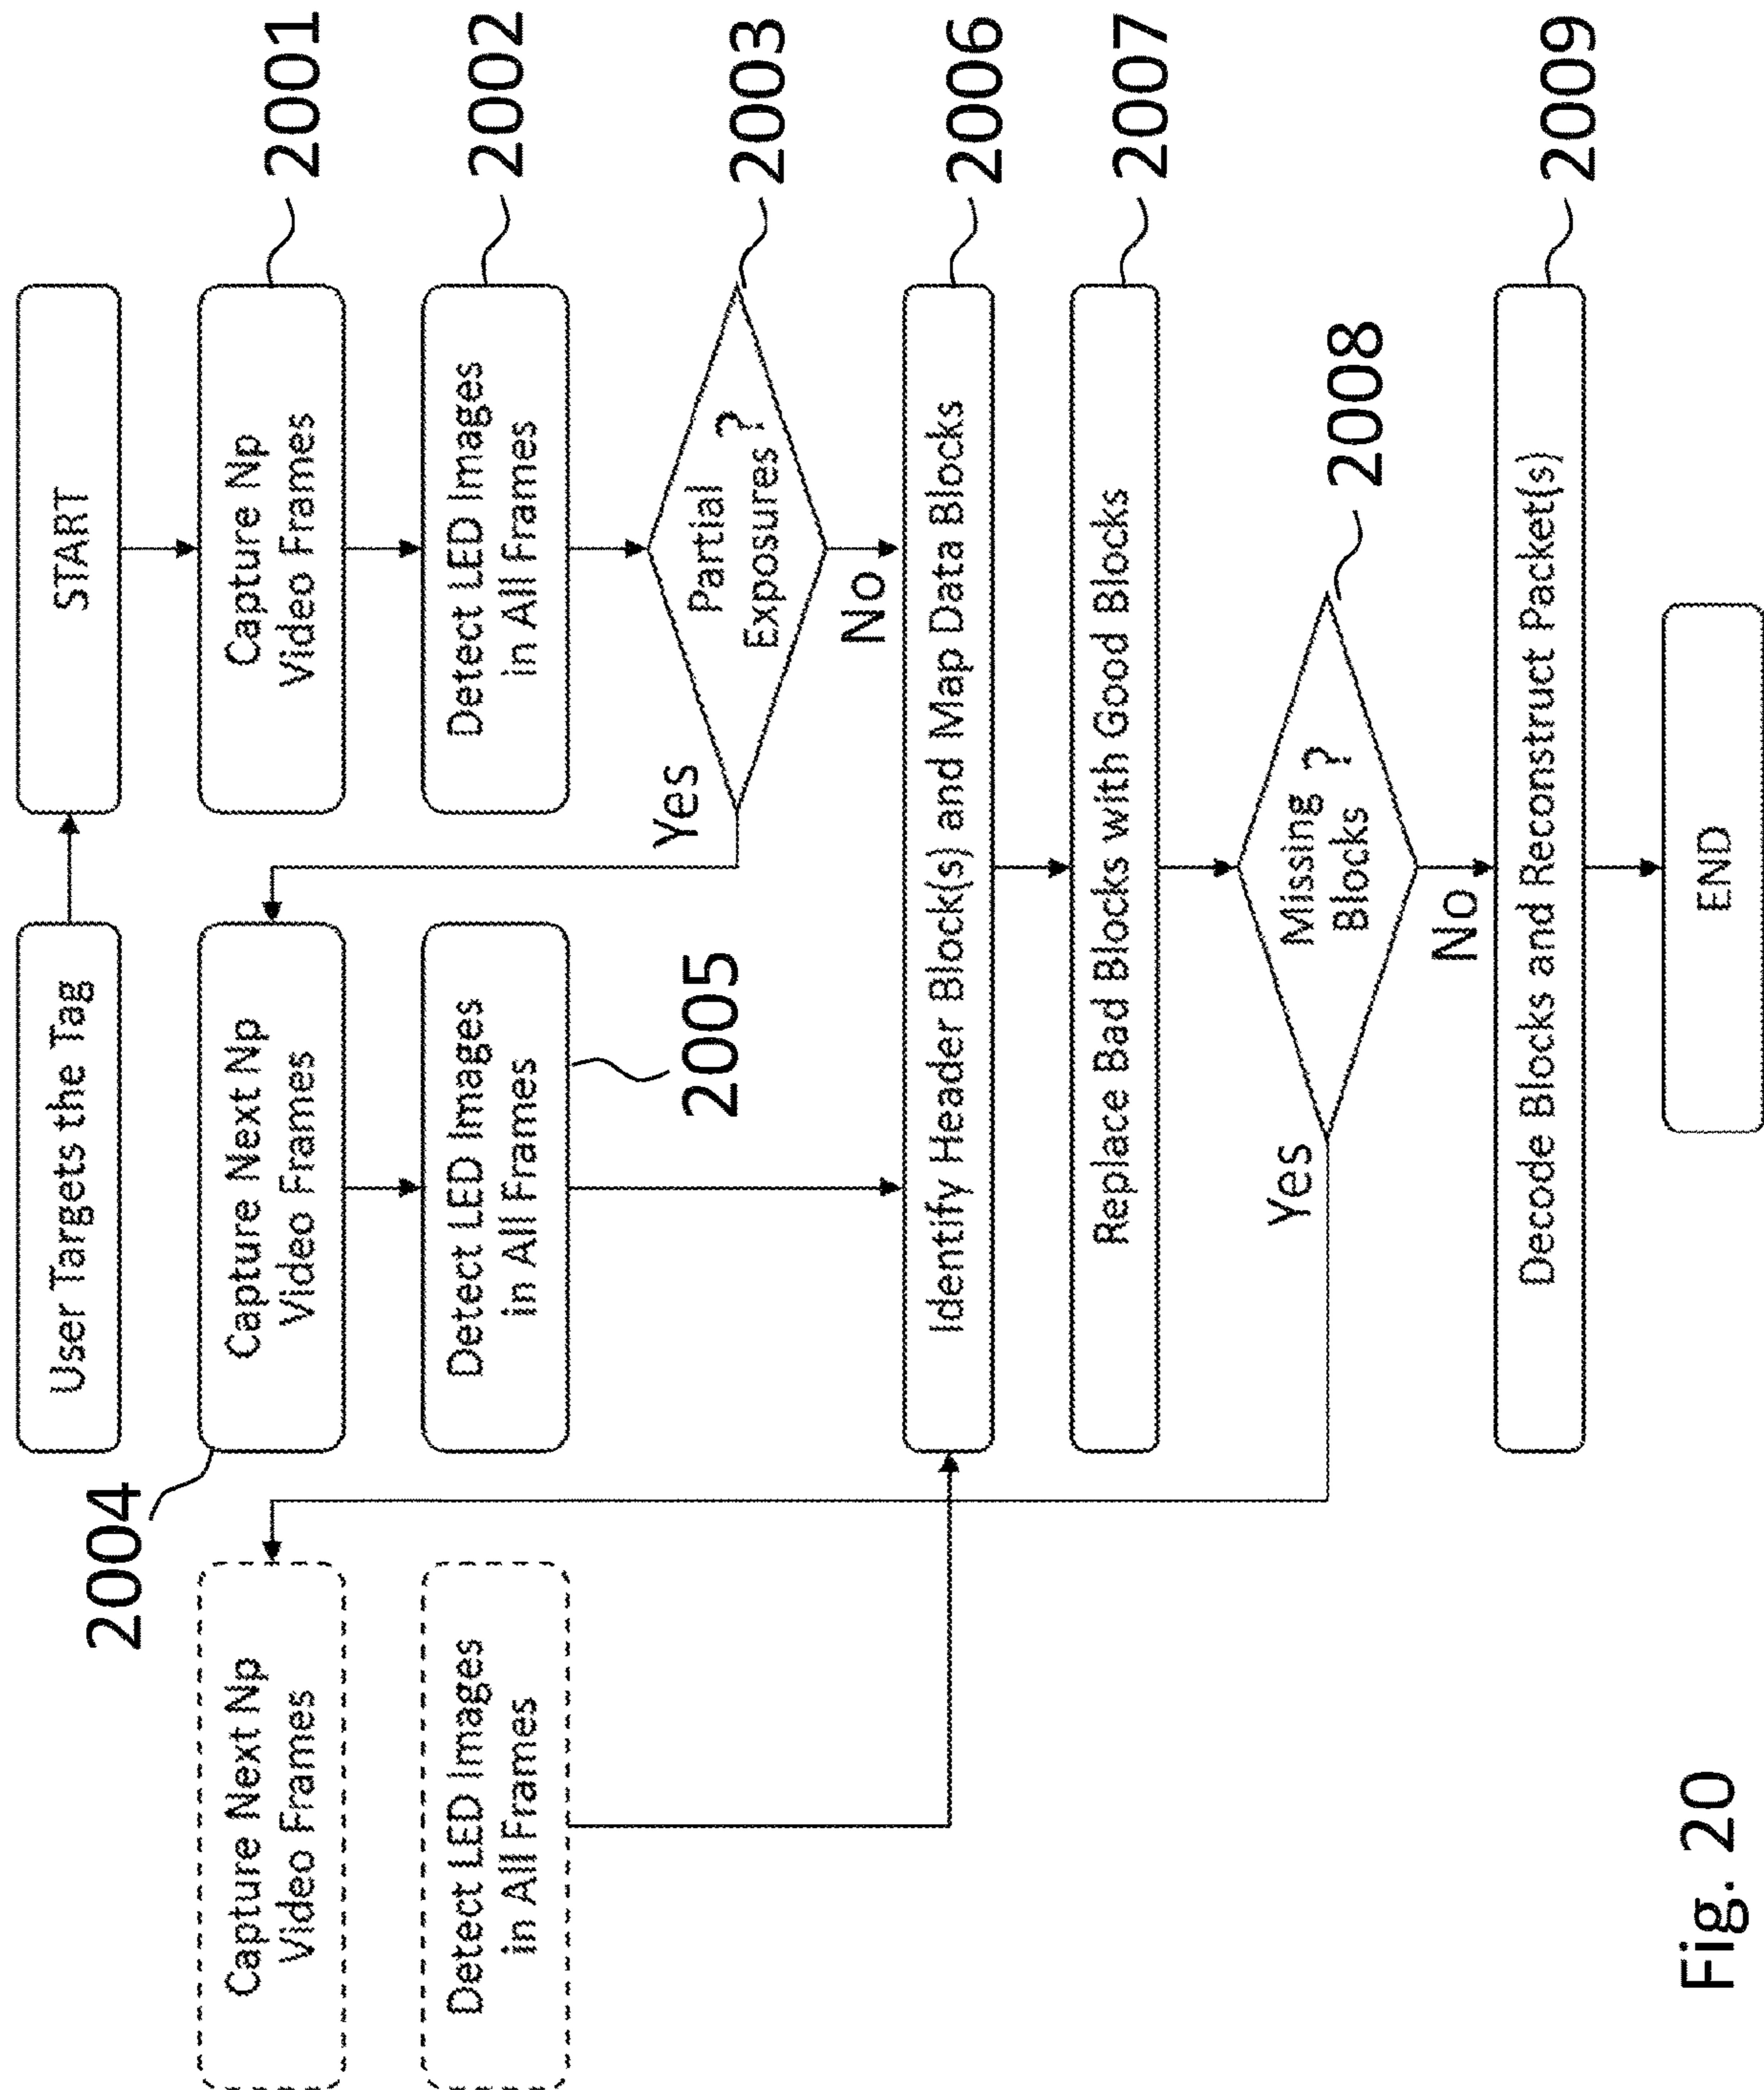 User Targets the Tag
START
2004
Capture Next Np
Video Frames
Capture Next Np
Video Frames
Capture Np
Video Frames
2001
Detect LED Images
in All Frames
Detect LED Images
in All Frames
Detect LED Images
in All Frames
2002
2005
Yes
Partial
Exposures ?
2003
No
Identify Header Block(s) and Map Data Blocks
2006
Replace Bad Blocks with Good Blocks
2007
Yes
Missing
Blocks ?
2008
No
Decode Blocks and Reconstruct Packet(s)
2009
END
Fig. 20